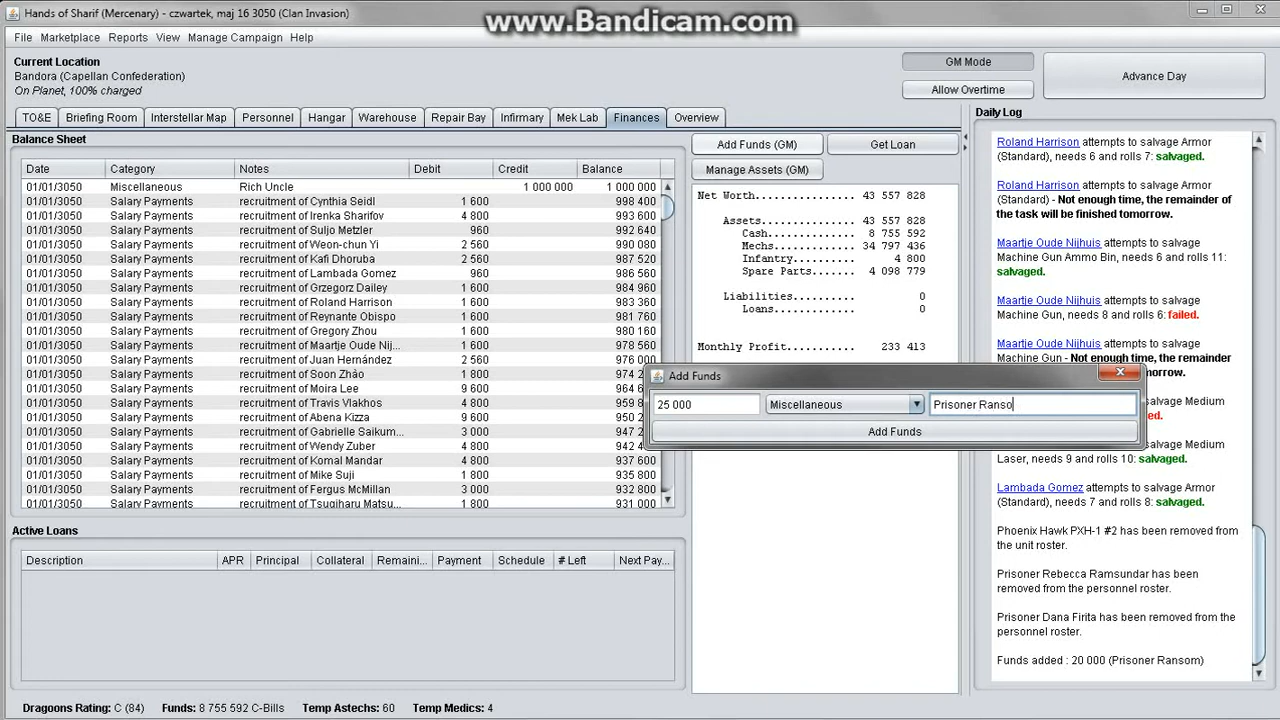 Hands of Sharif (Mercenary) - czwartek, maj 16 3050 (Clan Invasion)
www.Bandicam.com
File Marketplace Reports View Manage Campaign Help
Current Location
Bandora (Capellan Confederation)
On Planet, 100% charged
GM Mode
Allow Overtime
Advance Day
TO&E Briefing Room Interstellar Map Personnel Hangar Warehouse Repair Bay Infirmary Mek Lab Finances Overview
Balance Sheet
Date Category Notes Debit Credit Balance
01/01/3050 Miscellaneous Rich Uncle 1 000 000 1 000 000
01/01/3050 Salary Payments recruitment of Cynthia Seidl 1 600 998 400
01/01/3050 Salary Payments recruitment of Irenka Sharifov 4 800 993 600
01/01/3050 Salary Payments recruitment of Suljo Metzler 960 992 640
01/01/3050 Salary Payments recruitment of Weon-chun Yi 2 560 990 080
01/01/3050 Salary Payments recruitment of Kafi Dhoruba 2 560 987 520
01/01/3050 Salary Payments recruitment of Lambada Gomez 960 986 560
01/01/3050 Salary Payments recruitment of Grzegorz Dailey 1 600 984 960
01/01/3050 Salary Payments recruitment of Roland Harrison 1 600 983 360
01/01/3050 Salary Payments recruitment of Reynante Obispo 1 600 981 760
01/01/3050 Salary Payments recruitment of Gregory Zhou 1 600 980 160
01/01/3050 Salary Payments recruitment of Maartje Oude Nij... 1 600 978 560
01/01/3050 Salary Payments recruitment of Juan Hernández 2 560 976 000
01/01/3050 Salary Payments recruitment of Soon Zhào 1 800 974 2
01/01/3050 Salary Payments recruitment of Moira Lee 9 600 964 6
01/01/3050 Salary Payments recruitment of Travis Vlakhos 4 800 959 8
01/01/3050 Salary Payments recruitment of Abena Kizza 9 600 950 2
01/01/3050 Salary Payments recruitment of Gabrielle Saikum... 3 000 947 2
01/01/3050 Salary Payments recruitment of Wendy Zuber 4 800 942 4
01/01/3050 Salary Payments recruitment of Komal Mandar 4 800 937 600
01/01/3050 Salary Payments recruitment of Mike Suji 1 800 935 800
01/01/3050 Salary Payments recruitment of Fergus McMillan 3 000 932 800
01/01/3050 Salary Payments recruitment of Tsugiharu Matsu... 1 800 931 000
Active Loans
Description APR Principal Collateral Remaini... Payment Schedule # Left Next Pay...
Add Funds (GM) Get Loan
Manage Assets (GM)
Net Worth................ 43 557 828
Assets............... 43 557 828
Cash.............. 8 755 592
Mechs............. 34 797 436
Infantry.......... 4 800
Spare Parts....... 4 098 779
Liabilities.......... 0
Loans............. 0
Monthly Profit........... 233 413
Add Funds
25 000 Miscellaneous Prisoner Ranso
Add Funds
Daily Log
Roland Harrison attempts to salvage Armor
(Standard), needs 6 and rolls 7: salvaged.
Roland Harrison attempts to salvage Armor
(Standard) - Not enough time, the remainder of
the task will be finished tomorrow.
Maartje Oude Nijhuis attempts to salvage
Machine Gun Ammo Bin, needs 6 and rolls 11:
salvaged.
Maartje Oude Nijhuis attempts to salvage
Machine Gun, needs 8 and rolls 6: failed.
Maartje Oude Nijhuis attempts to salvage
Machine Gun - Not enough time, the remainder
w.
ed.
salvage Medium
Laser, needs 9 and rolls 10: salvaged.
Lambada Gomez attempts to salvage Armor
(Standard), needs 7 and rolls 8: salvaged.
Phoenix Hawk PXH-1 #2 has been removed from
the unit roster.
Prisoner Rebecca Ramsundar has been
removed from the personnel roster.
Prisoner Dana Firita has been removed from the
personnel roster.
Funds added : 20 000 (Prisoner Ransom)
Dragoons Rating: C (84) Funds: 8 755 592 C-Bills Temp Astechs: 60 Temp Medics: 4